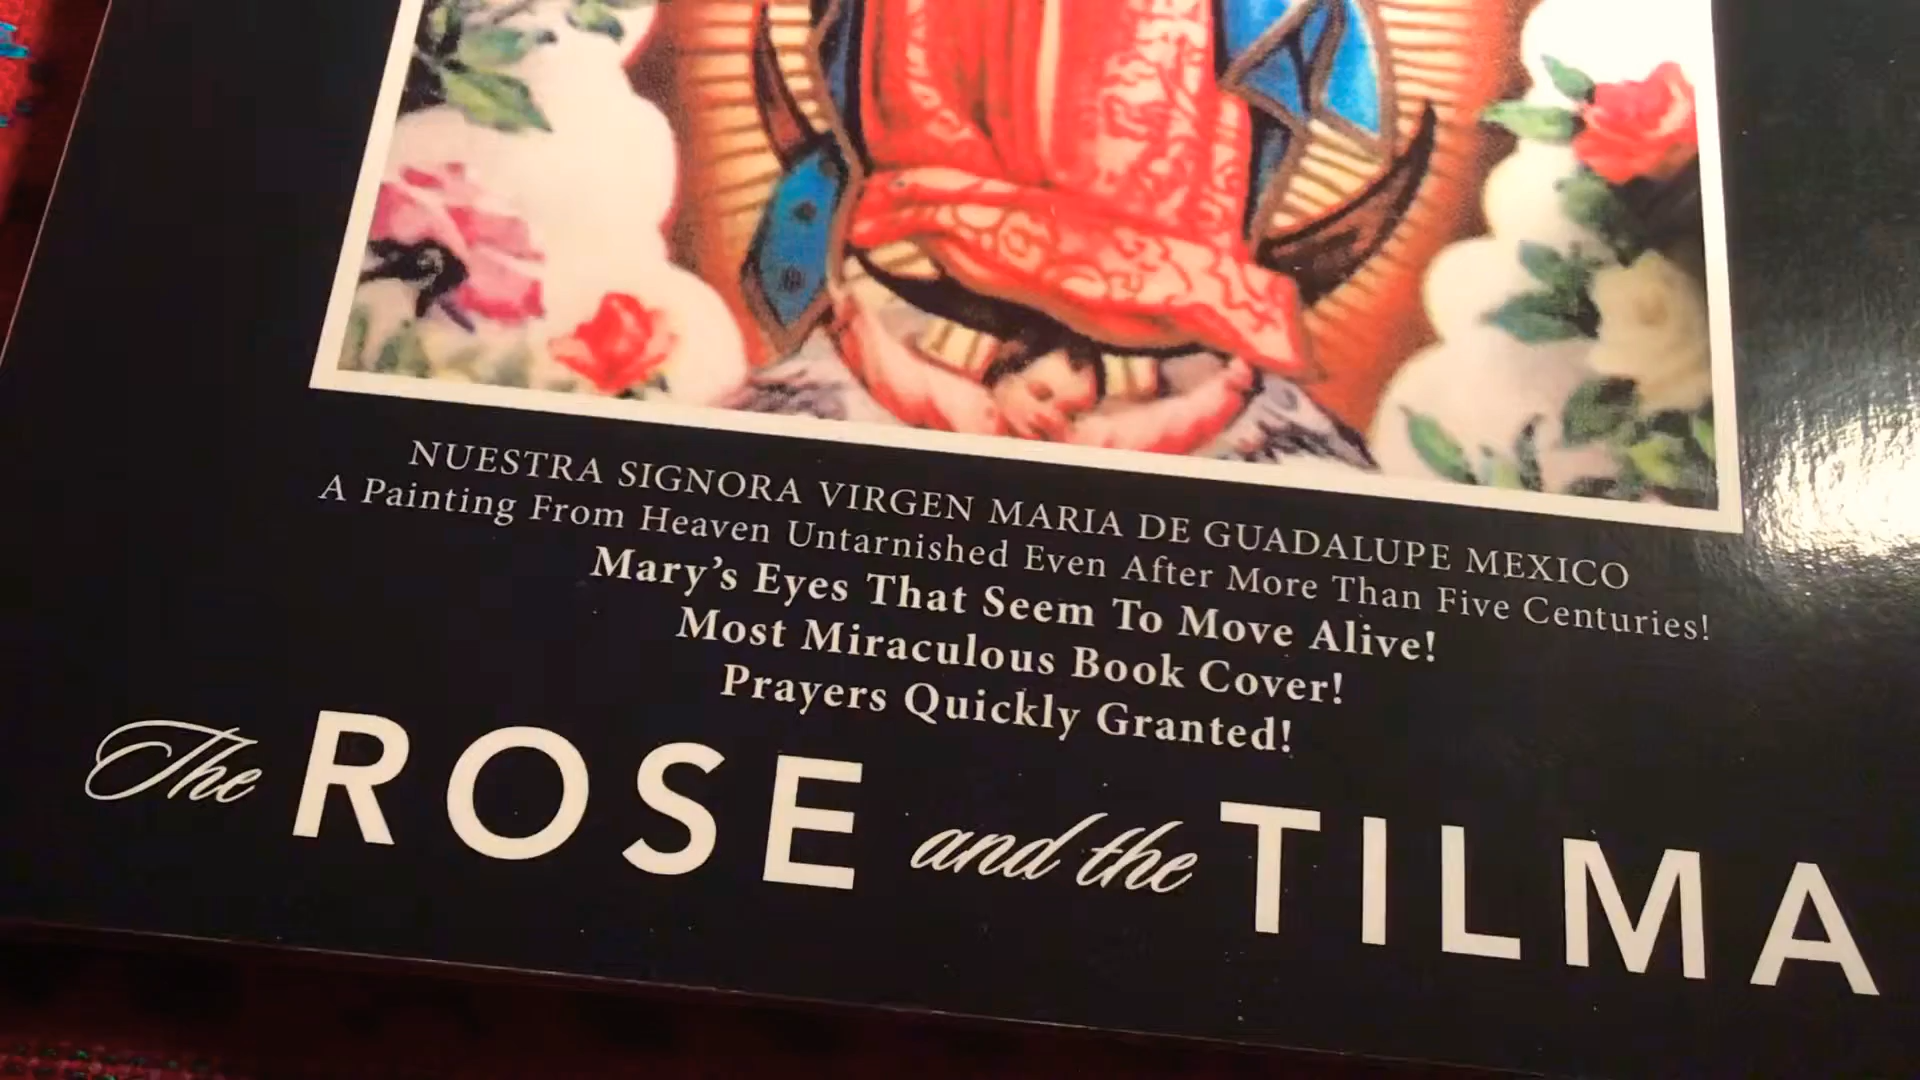 NUESTRA SIGNORA VIRGEN MARIA DE GUADALUPE MEXICO
A Painting From Heaven Untarnished Even After More Than Five Centuries!
Mary's Eyes That Seem To Move Alive!
Most Miraculous Book Cover!
Prayers Quickly Granted!
The ROSE and the TILMA